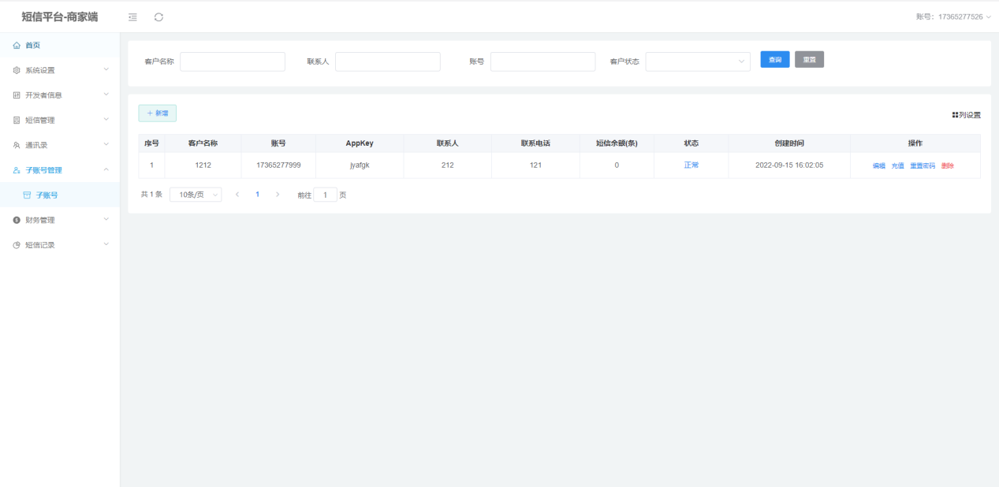 短信平台-商家端
账号：17365277526
首页
系统设置
开发者信息
短信管理
通讯录
子账号管理
子账号
财务管理
短信记录
客户名称 联系人 账号 客户状态 查询 重置
+ 新增
列设置
序号 客户名称 账号 AppKey 联系人 联系电话 短信余额(条) 状态 创建时间 操作
1 1212 17365277999 jyafgk 212 121 0 正常 2022-09-15 16:02:05 编辑 充值 重置密码 删除
共 1 条 10条/页 1 前往 1 页